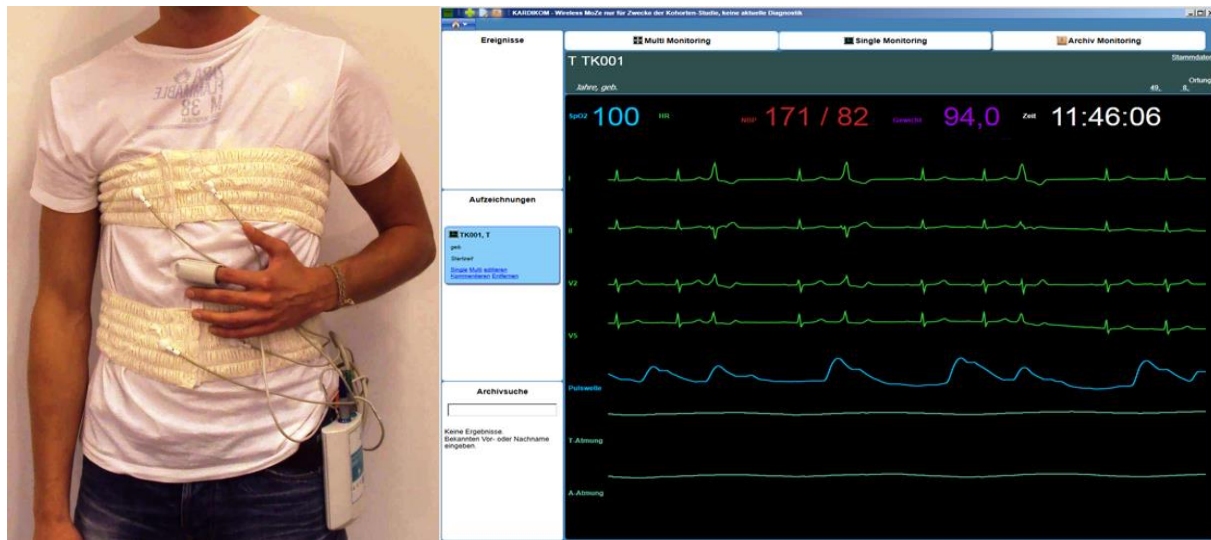 FLAMMABLE
N 38
KARDIKOM - Wireless MoZe nur für Zwecke der Kohorten-Studie, keine aktuelle Diagnostik
Ereignisse
Multi Monitoring
Single Monitoring
Archiv Monitoring
T TK001
Stammdaten
Jahre, geb.
Ortung
49, 8,
SpO2 100 HR NBP 171 / 82 Gewicht 94,0 Zeit 11:46:06
I
II
V2
V5
Pulswelle
T-Atmung
A-Atmung
Aufzeichnungen
TK001, T
geb
Startzeit
Single Multi editieren
Kommentieren Entfernen
Archivsuche
Keine Ergebnisse.
Bekannten Vor- oder Nachname
eingeben.